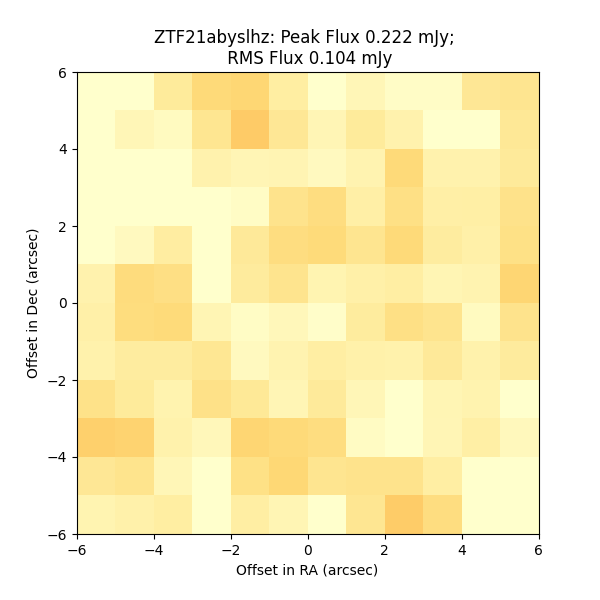 ZTF21abyslhz: Peak Flux 0.222 mJy;
RMS Flux 0.104 mJy
6
4
2
0
−2
−4
−6
Offset in Dec (arcsec)
−6 −4 −2 0 2 4 6
Offset in RA (arcsec)